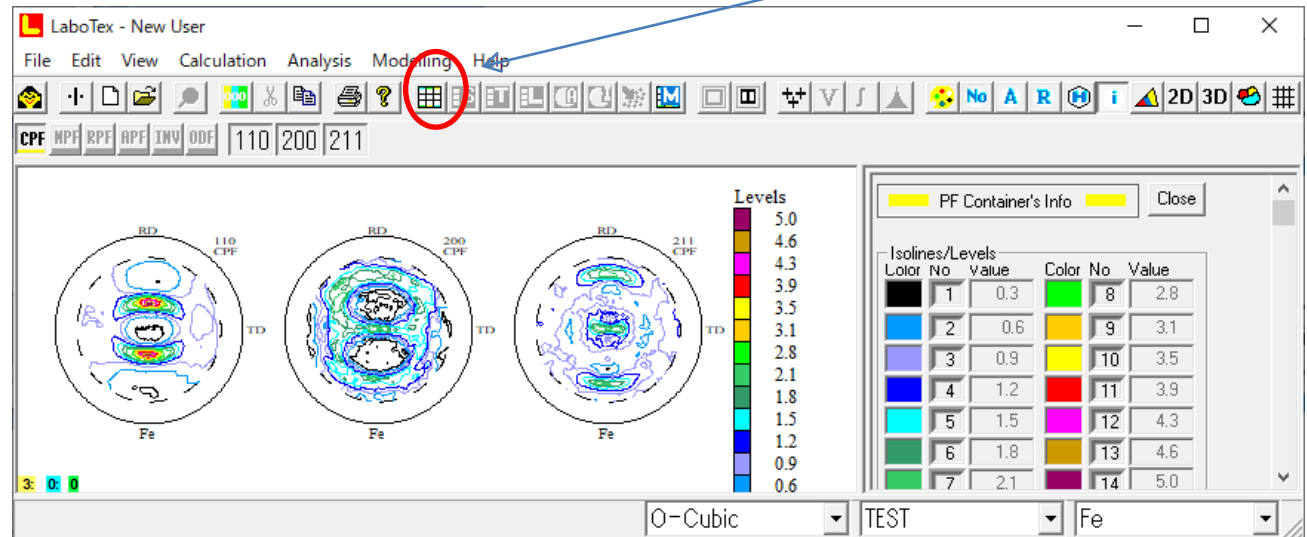 LaboTex - New User
File Edit View Calculation Analysis Modelling Help
No A R H i 2D 3D
CPF NPF RPF APF INV ODF 110 200 211
Levels
5.0
4.6
4.3
3.9
3.5
3.1
2.8
2.1
1.8
1.5
1.2
0.9
0.6
RD
110
CPF
TD
Fe
RD
200
CPF
TD
Fe
RD
211
CPF
TD
Fe
3: 0: 0
PF Container's Info Close
Isolines/Levels
Color No Value Color No Value
1 0.3 8 2.8
2 0.6 9 3.1
3 0.9 10 3.5
4 1.2 11 3.9
5 1.5 12 4.3
6 1.8 13 4.6
7 2.1 14 5.0
O-Cubic TEST Fe